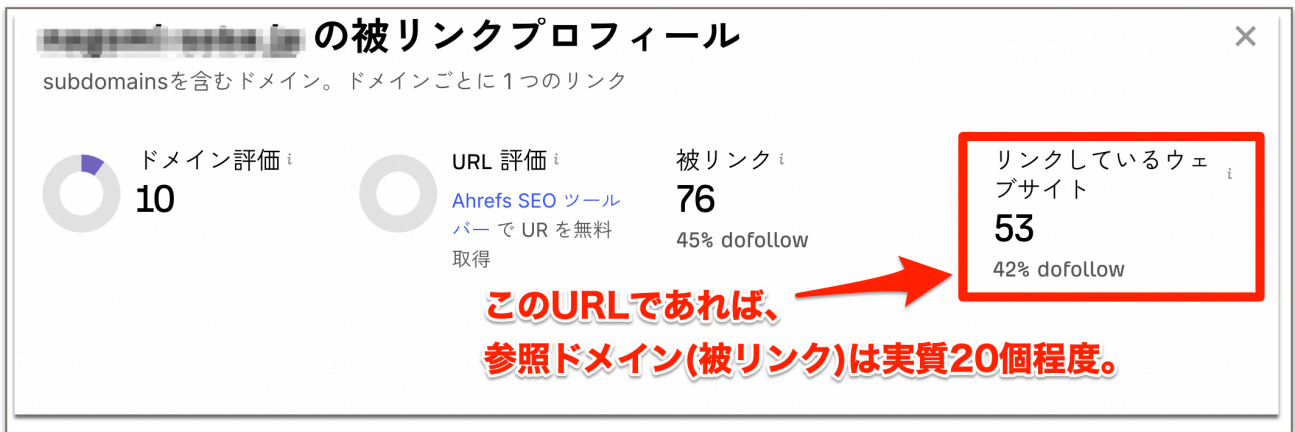 の被リンクプロフィール
subdomainsを含むドメイン。ドメインごとに 1 つのリンク
ドメイン評価 i
10
URL 評価 i
Ahrefs SEO ツール
バー で UR を無料
取得
被リンク i
76
45% dofollow
リンクしているウェ
ブサイト i
53
42% dofollow
このURLであれば、
参照ドメイン(被リンク)は実質20個程度。